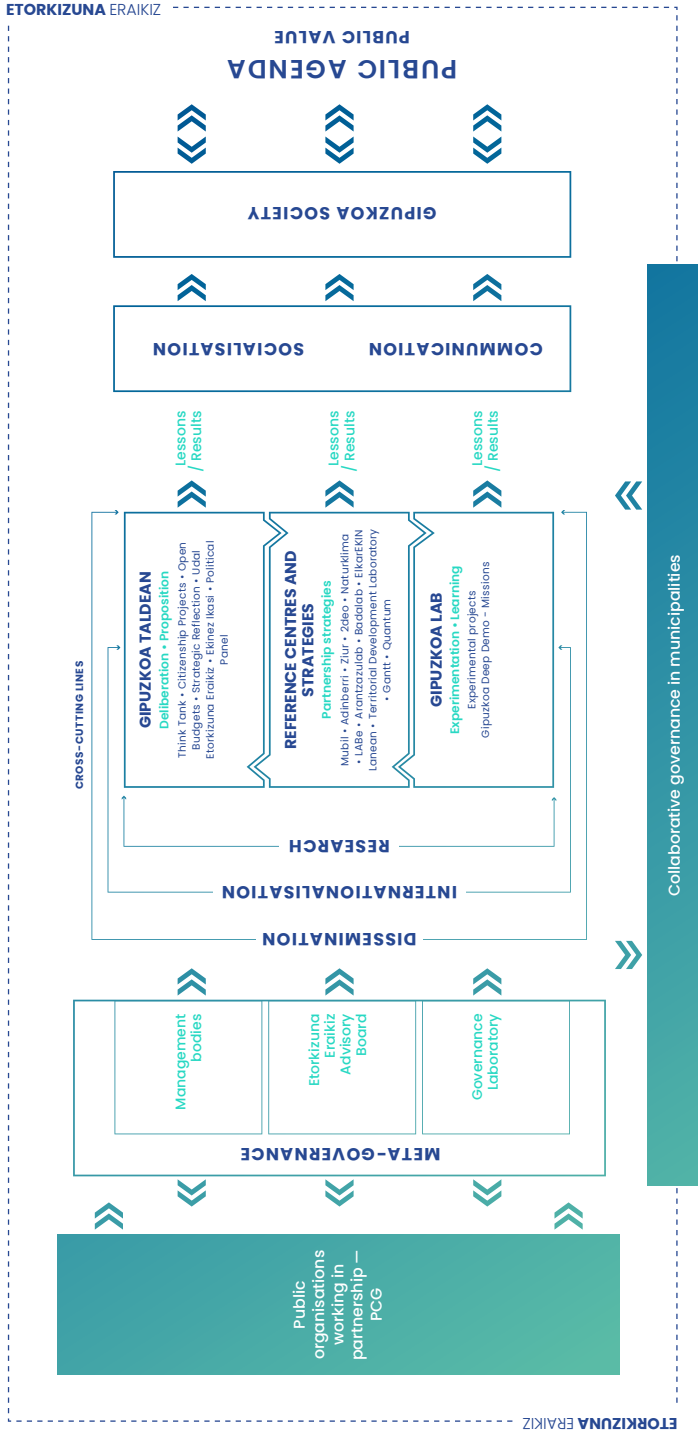 ETORKIZUNA ERAIKIZ
PUBLIC VALUE
PUBLIC AGENDA
GIPUZKOA SOCIETY
SOCIALISATION
COMMUNICATION
Lessons
/ Results
Lessons
/ Results
Lessons
/ Results
CROSS-CUTTING LINES
GIPUZKOA TALDEAN
Deliberation • Proposition
Think Tank • Citizenship Projects • Open
Budgets • Strategic Reflection • Udal
Etorkizuna Eraikiz • Ekinez Ikasi • Political
Panel
REFERENCE CENTRES AND
STRATEGIES
Partnership strategies
Mubil • Adinberri • Ziur • 2deo • Naturklima
• LABe • Arantzazulab • Badalab • ElkarEKIN
Lanean • Territorial Development Laboratory
• Gantt • Quantum
GIPUZKOA LAB
Experimentation • Learning
Experimental projects
Gipuzkoa Deep Demo - Missions
RESEARCH
INTERNATIONALISATION
DISSEMINATION
Management
bodies
Etorkizuna
Eraikiz
Advisory
Board
Governance
Laboratory
META-GOVERNANCE
Public
organisations
working in
partnership —
PCG
Collaborative governance in municipalities
ETORKIZUNA ERAIKIZ